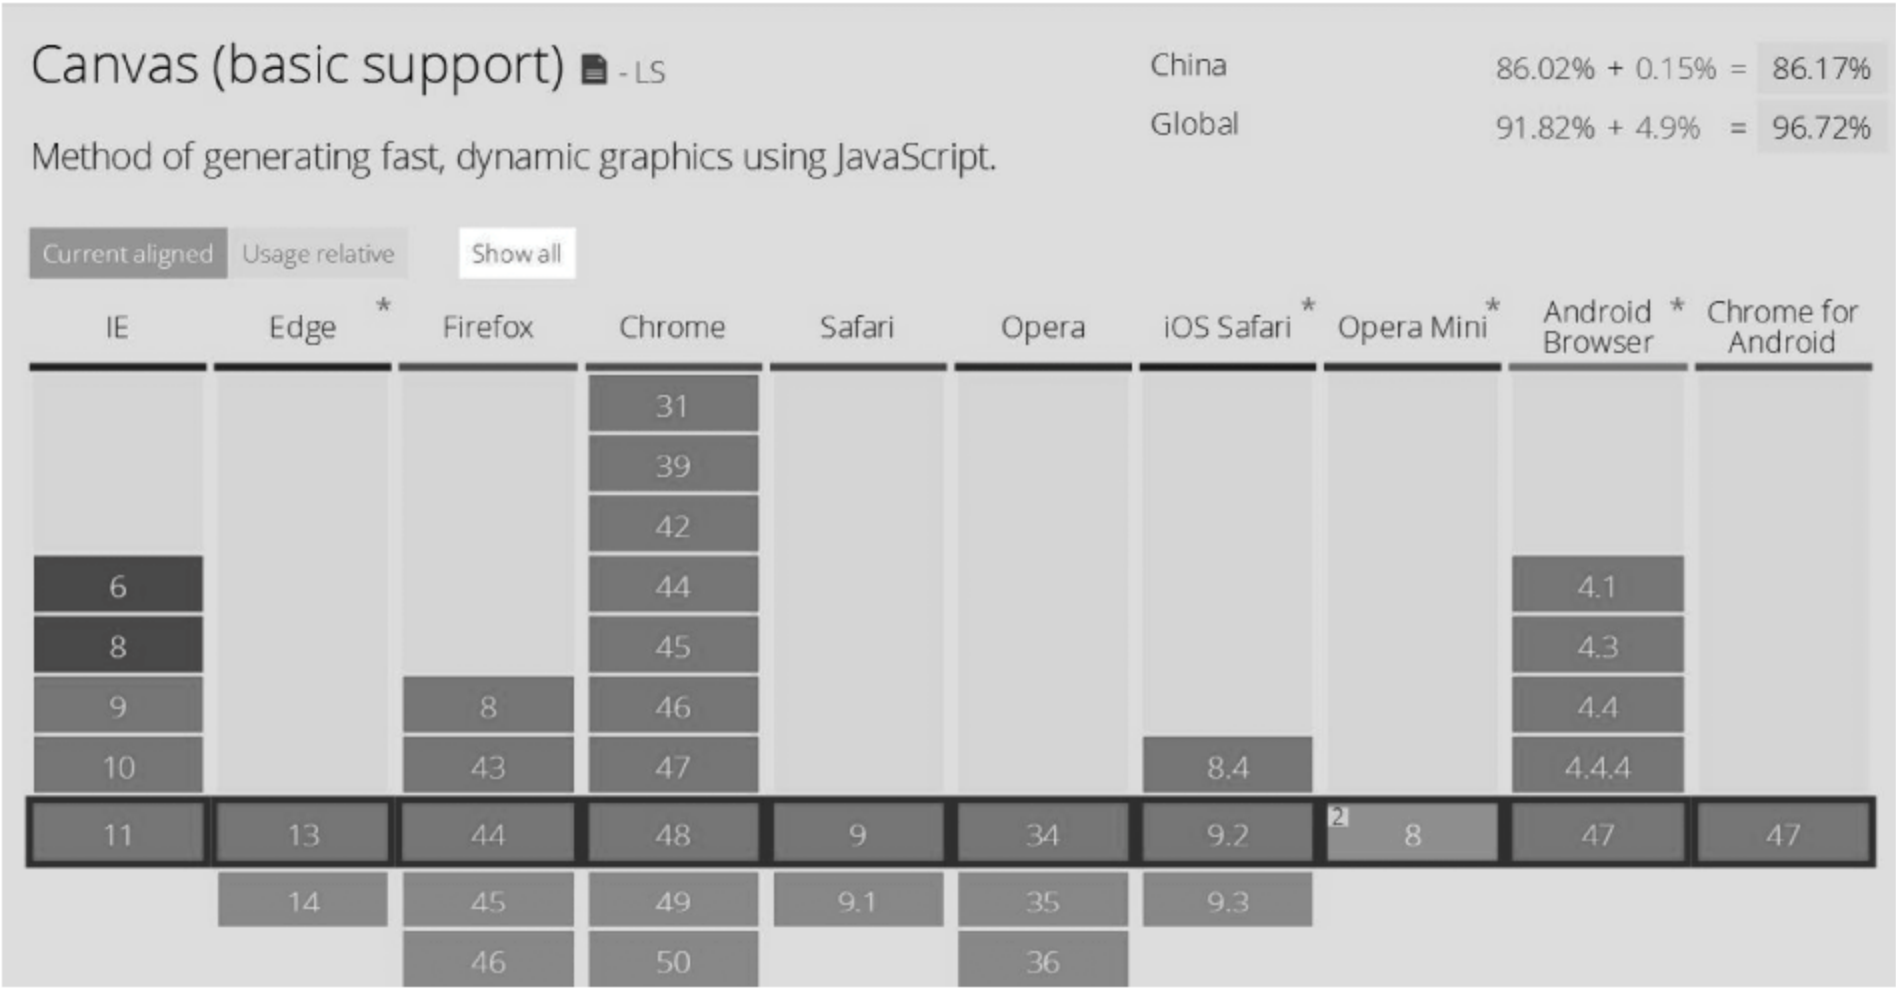 Canvas (basic support) - LS
Method of generating fast, dynamic graphics using JavaScript.
China 86.02% + 0.15% = 86.17%
Global 91.82% + 4.9% = 96.72%
Current aligned Usage relative Show all
IE Edge * Firefox Chrome Safari Opera iOS Safari * Opera Mini * Android Browser * Chrome for Android
31
39
42
6 44 4.1
8 45 4.3
9 8 46 4.4
10 43 47 8.4 4.4.4
11 13 44 48 9 34 9.2 2 8 47 47
14 45 49 9.1 35 9.3
46 50 36